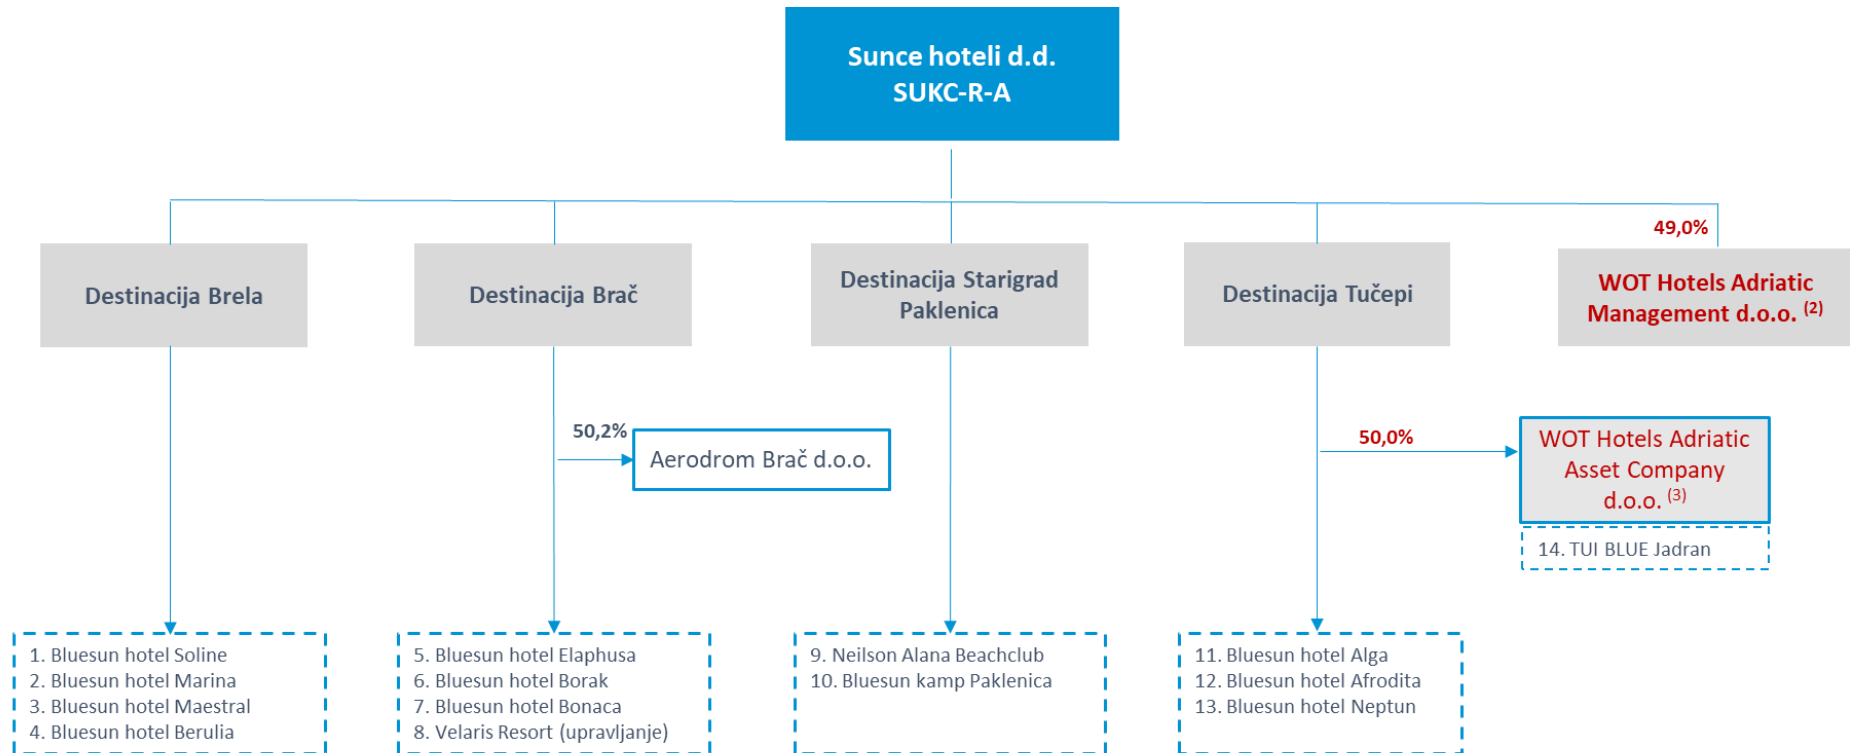 Sunce hoteli d.d.
SUKC-R-A
49,0%
Destinacija Brela
Destinacija Brač
Destinacija Starigrad
Paklenica
Destinacija Tučepi
WOT Hotels Adriatic
Management d.o.o. (2)
50,2%
Aerodrom Brač d.o.o.
50,0%
WOT Hotels Adriatic
Asset Company
d.o.o. (3)
14. TUI BLUE Jadran
1. Bluesun hotel Soline
2. Bluesun hotel Marina
3. Bluesun hotel Maestral
4. Bluesun hotel Berulia
5. Bluesun hotel Elaphusa
6. Bluesun hotel Borak
7. Bluesun hotel Bonaca
8. Velaris Resort (upravljanje)
9. Neilson Alana Beachclub
10. Bluesun kamp Paklenica
11. Bluesun hotel Alga
12. Bluesun hotel Afrodita
13. Bluesun hotel Neptun